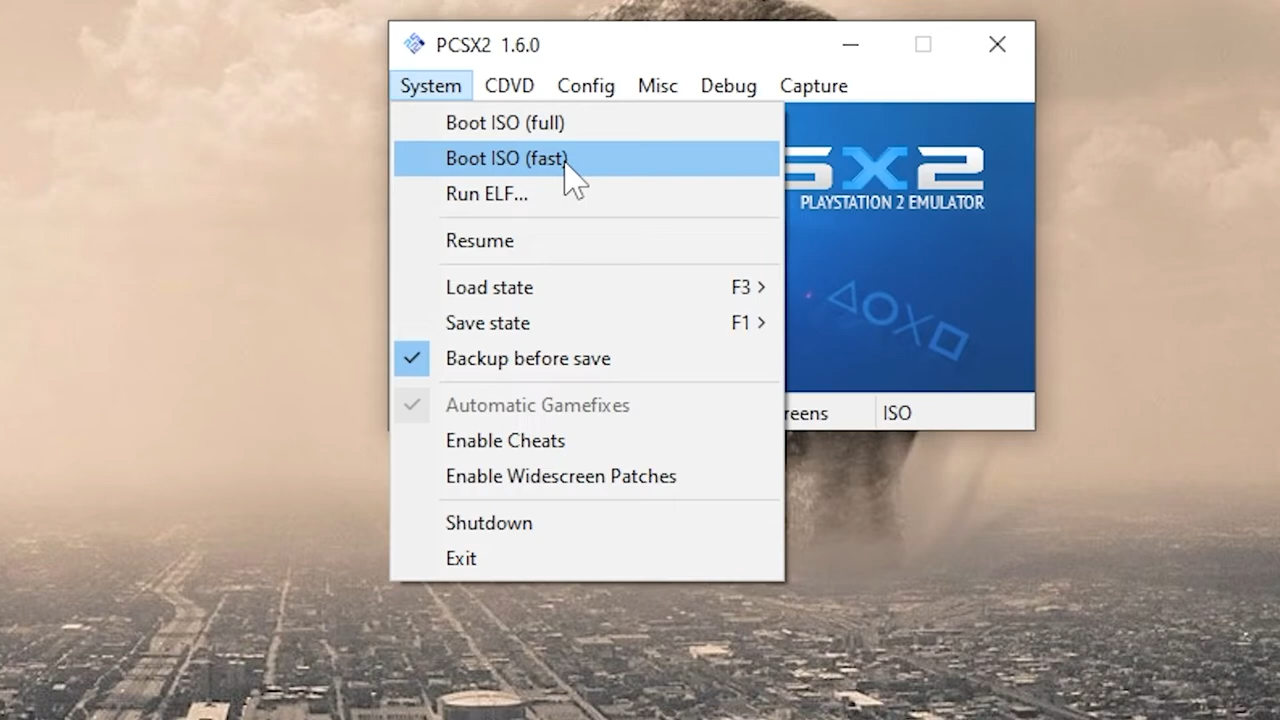 PCSX2 1.6.0
System CDVD Config Misc Debug Capture
Boot ISO (full)
Boot ISO (fast)
Run ELF...
Resume
Load state F3
Save state F1
Backup before save
Automatic Gamefixes
Enable Cheats
Enable Widescreen Patches
Shutdown
Exit
SX2
PLAYSTATION 2 EMULATOR
reens ISO